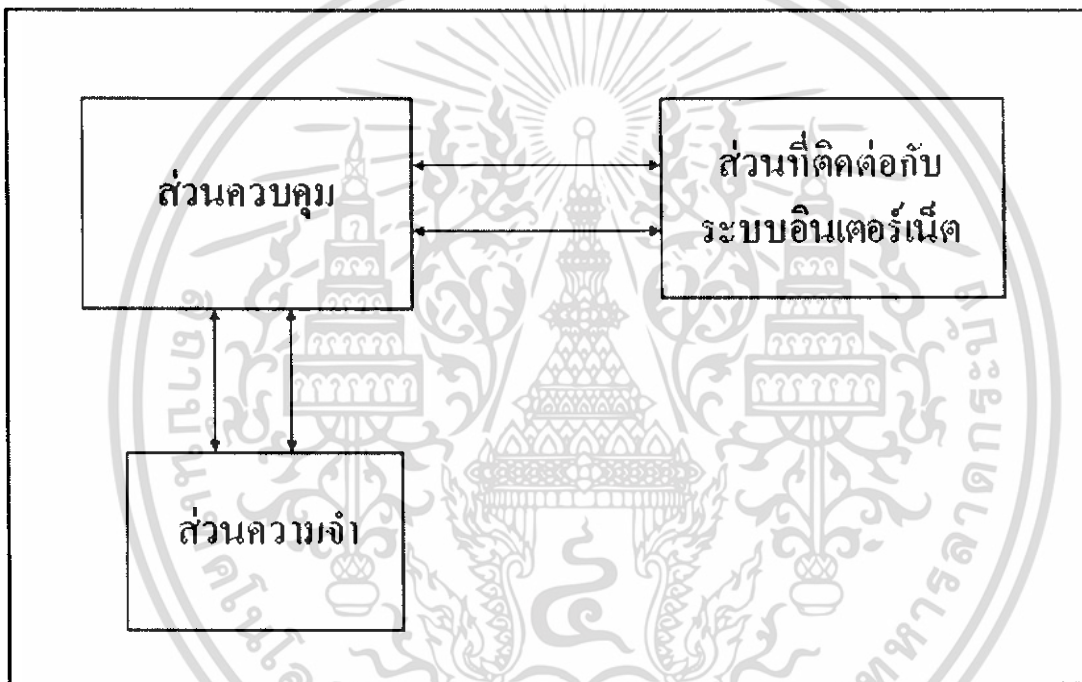 ส่วนควบคุม
ส่วนที่ติดต่อกับ
ระบบอินเตอร์เน็ต
ส่วนความจำ